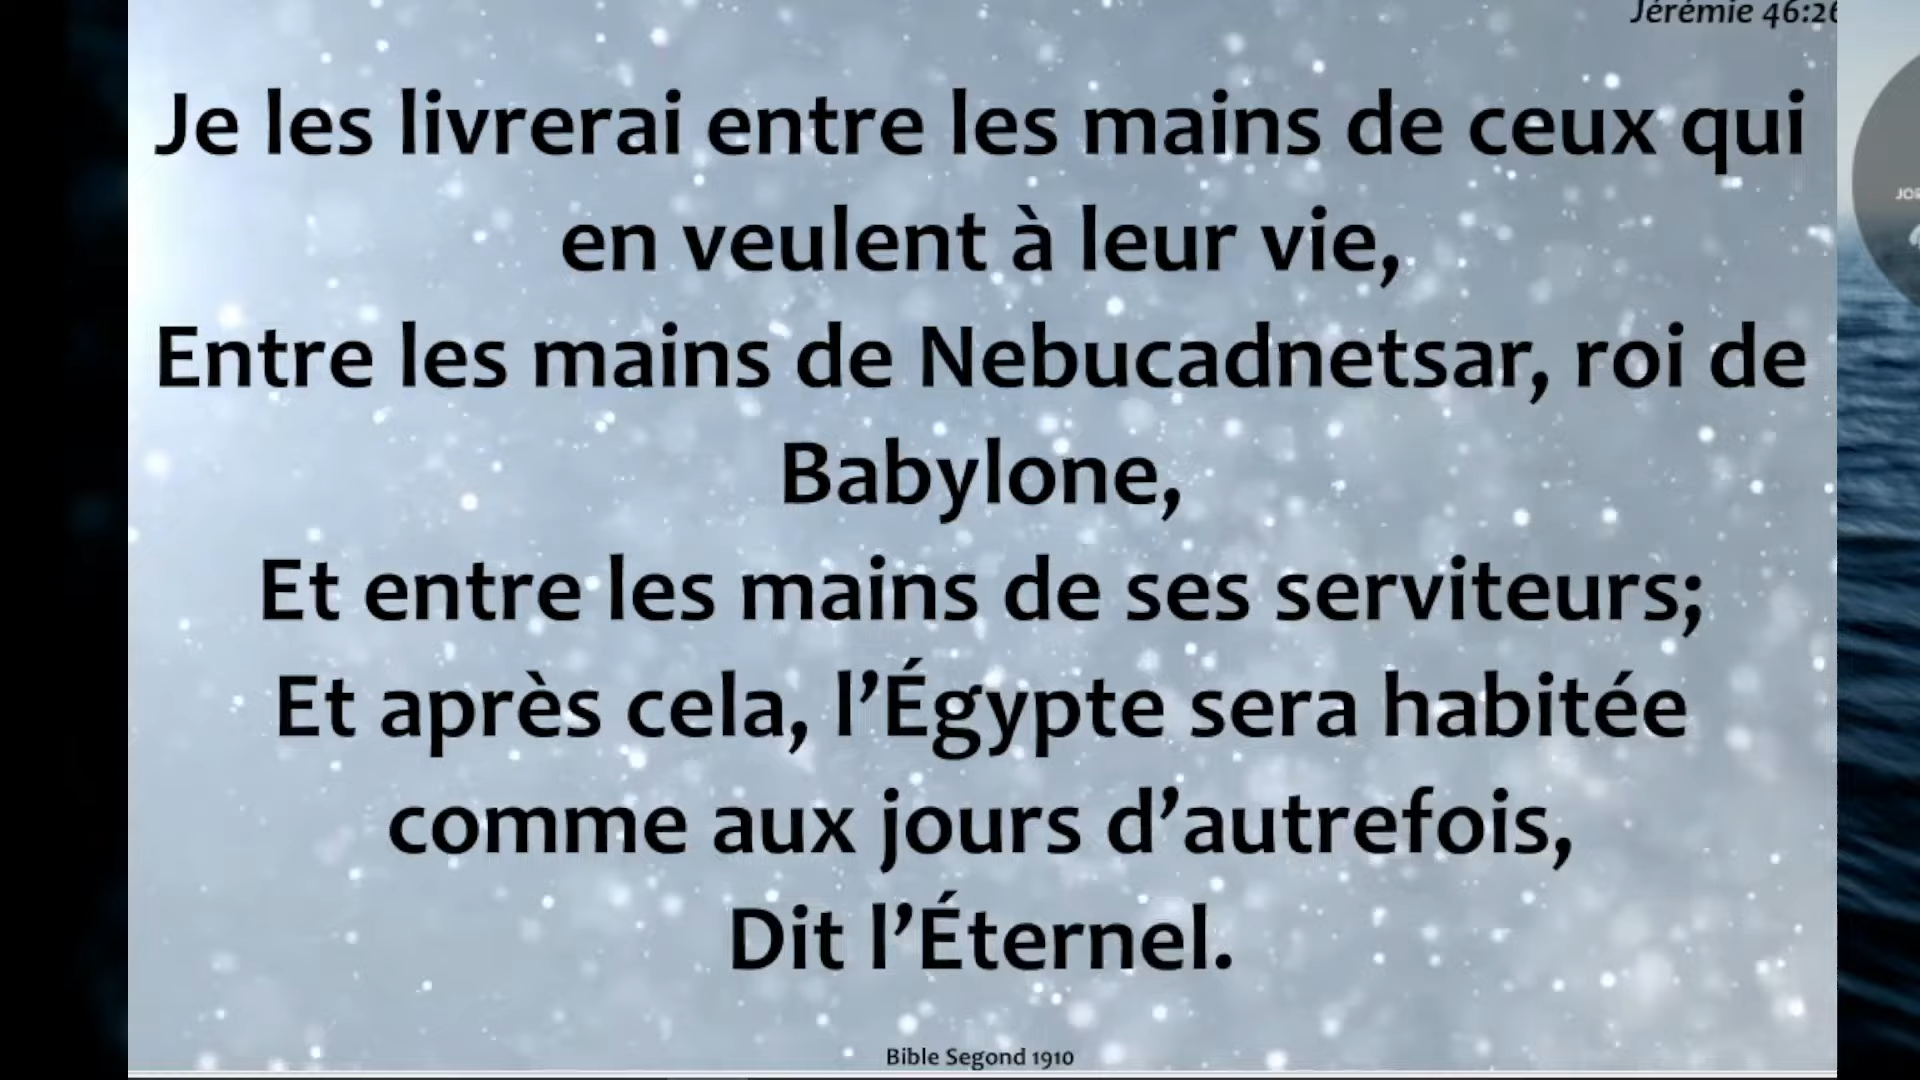 Jérémie 46:26
Je les livrerai entre les mains de ceux qui
en veulent à leur vie,
Entre les mains de Nebucadnetsar, roi de
Babylone,
Et entre les mains de ses serviteurs;
Et après cela, l’Égypte sera habitée
comme aux jours d’autrefois,
Dit l’Éternel.
Bible Segond 1910